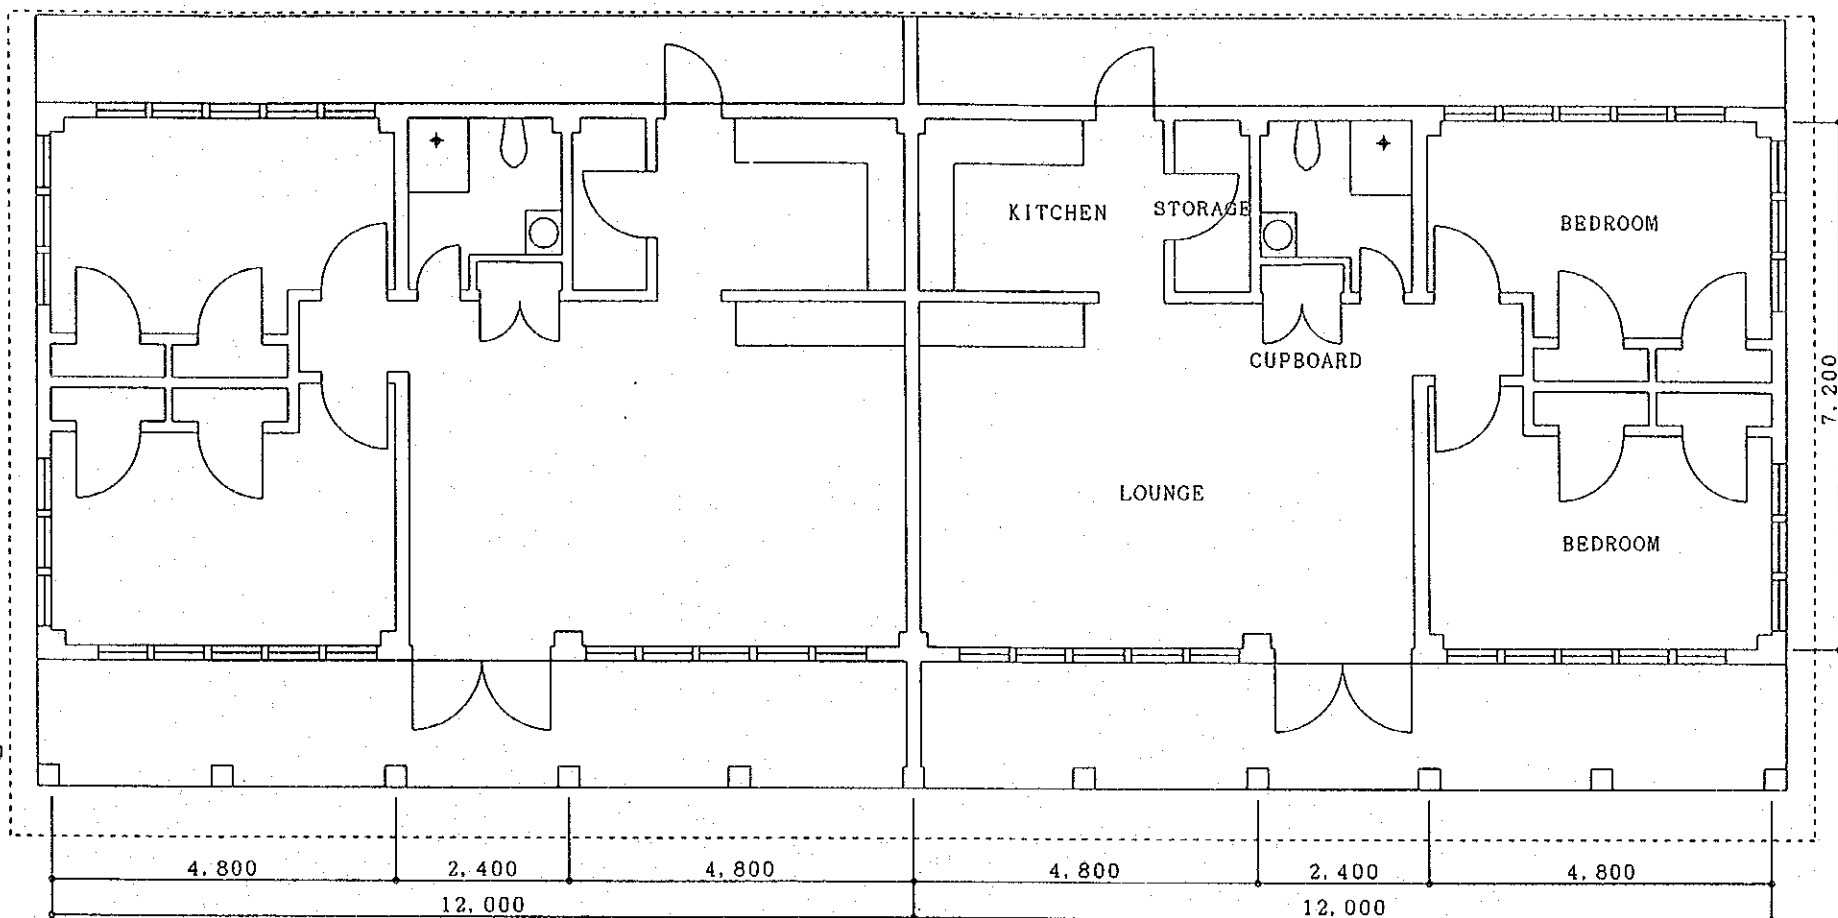 KITCHEN STORAGE BEDROOM
CUPBOARD
7,200
LOUNGE
BEDROOM
4,800 2,400 4,800 4,800 2,400 4,800
12,000 12,000